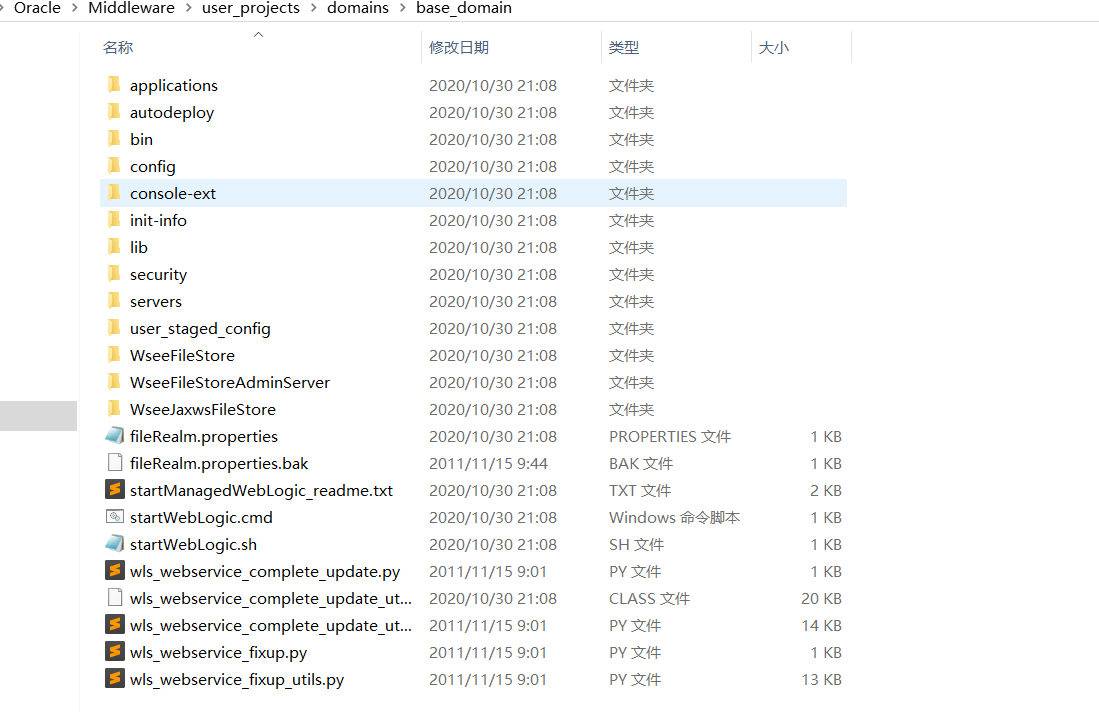 Oracle > Middleware > user_projects > domains > base_domain
名称 修改日期 类型 大小
applications 2020/10/30 21:08 文件夹
autodeploy 2020/10/30 21:08 文件夹
bin 2020/10/30 21:08 文件夹
config 2020/10/30 21:08 文件夹
console-ext 2020/10/30 21:08 文件夹
init-info 2020/10/30 21:08 文件夹
lib 2020/10/30 21:08 文件夹
security 2020/10/30 21:08 文件夹
servers 2020/10/30 21:08 文件夹
user_staged_config 2020/10/30 21:08 文件夹
WseeFileStore 2020/10/30 21:08 文件夹
WseeFileStoreAdminServer 2020/10/30 21:08 文件夹
WseeJaxwsFileStore 2020/10/30 21:08 文件夹
fileRealm.properties 2020/10/30 21:08 PROPERTIES 文件 1 KB
fileRealm.properties.bak 2011/11/15 9:44 BAK 文件 1 KB
startManagedWebLogic_readme.txt 2020/10/30 21:08 TXT 文件 2 KB
startWebLogic.cmd 2020/10/30 21:08 Windows 命令脚本 1 KB
startWebLogic.sh 2020/10/30 21:08 SH 文件 1 KB
wls_webservice_complete_update.py 2011/11/15 9:01 PY 文件 1 KB
wls_webservice_complete_update_ut... 2020/10/30 21:08 CLASS 文件 20 KB
wls_webservice_complete_update_ut... 2011/11/15 9:01 PY 文件 14 KB
wls_webservice_fixup.py 2011/11/15 9:01 PY 文件 1 KB
wls_webservice_fixup_utils.py 2011/11/15 9:01 PY 文件 13 KB